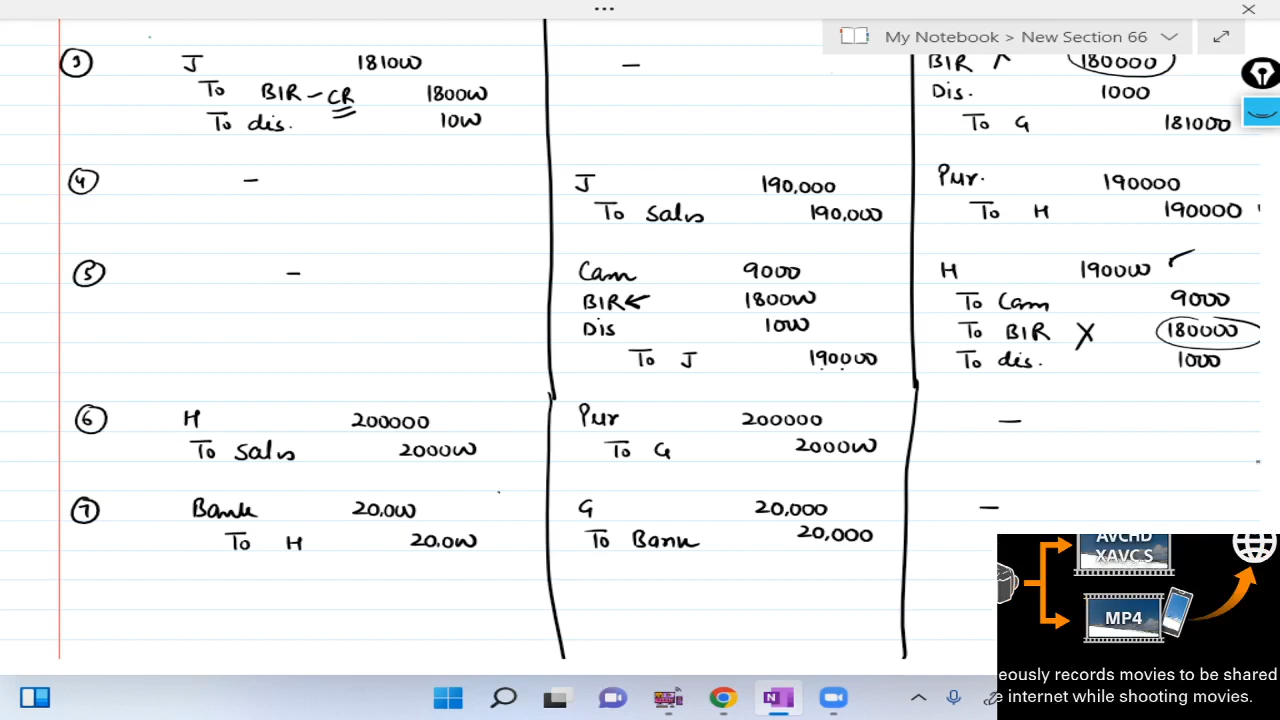 My Notebook > New Section 66
③ J 181000
To BIR – CR 180000
To dis. 1000
—
BIR 180000
Dis. 1000
To G 181000
④ —
J 190,000
To Sales 190,000
Pur. 190000
To H 190000
⑤ —
Cam 9000
BIR 180000
Dis 1000
To J 190000
H 190000
To Cam 9000
To BIR X 180000
To dis. 1000
⑥ H 200000
To Sales 200000
Pur 200000
To G 200000
—
⑦ Bank 20,000
To H 20,000
G 20,000
To Bank 20,000
—
AVCHD
XAVC S
MP4
eously records movies to be shared
e internet while shooting movies.